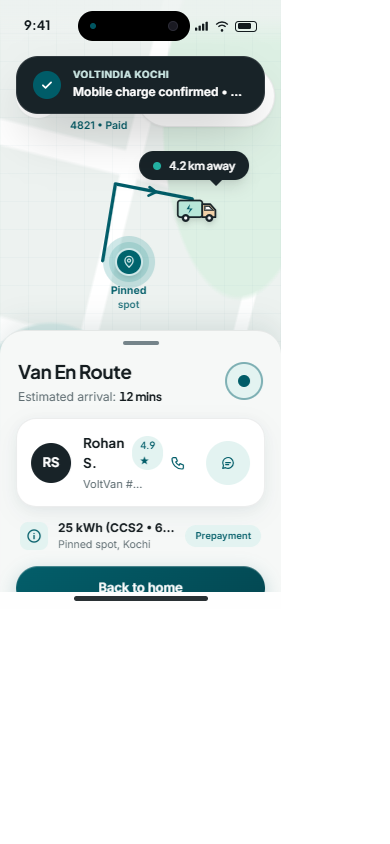 9:41
VOLTINDIA KOCHI
Mobile charge confirmed • ...
4821 • Paid
4.2 km away
Pinned
spot
Van En Route
Estimated arrival: 12 mins
RS
Rohan
S.
4.9
★
VoltVan #...
25 kWh (CCS2 • 6...
Pinned spot, Kochi
Prepayment
Back to home